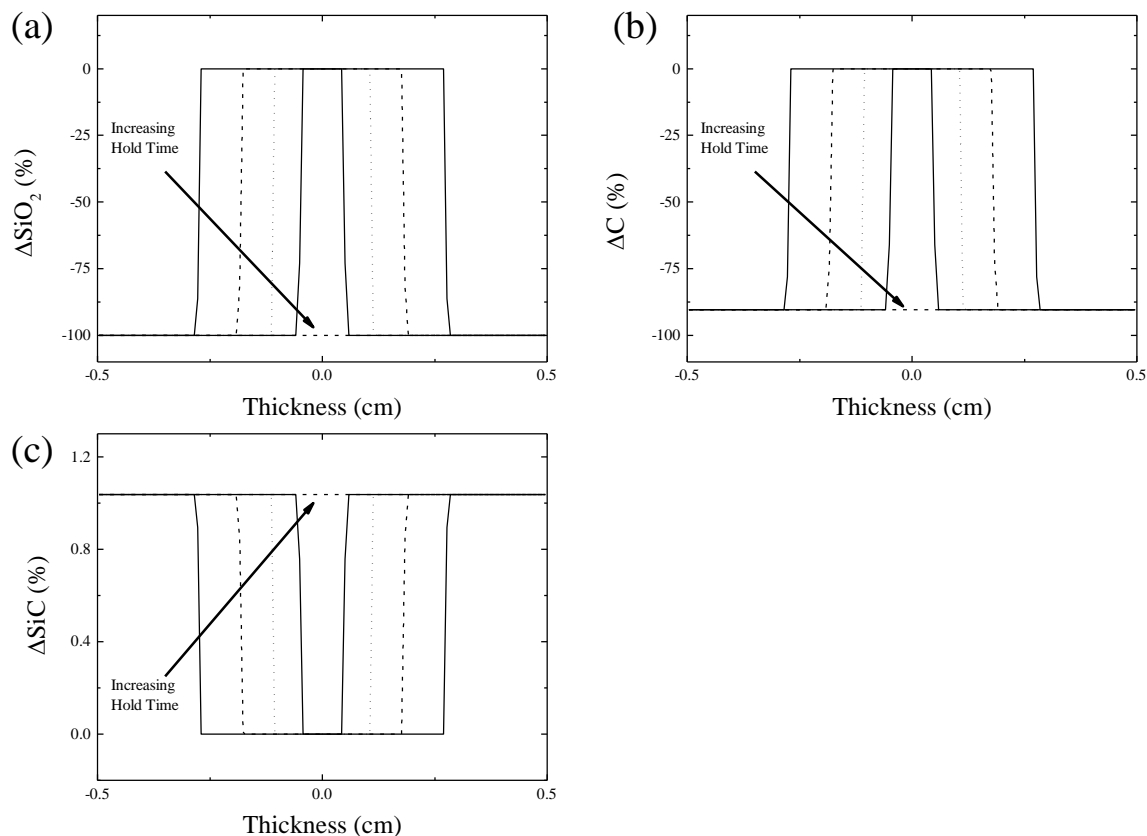 (a)
ΔSiO2 (%)
0
-25
-50
-75
-100
Increasing
Hold Time
-0.5
0.0
0.5
Thickness (cm)
(b)
ΔC (%)
0
-25
-50
-75
-100
Increasing
Hold Time
-0.5
0.0
0.5
Thickness (cm)
(c)
ΔSiC (%)
1.2
0.8
0.4
0.0
Increasing
Hold Time
-0.5
0.0
0.5
Thickness (cm)